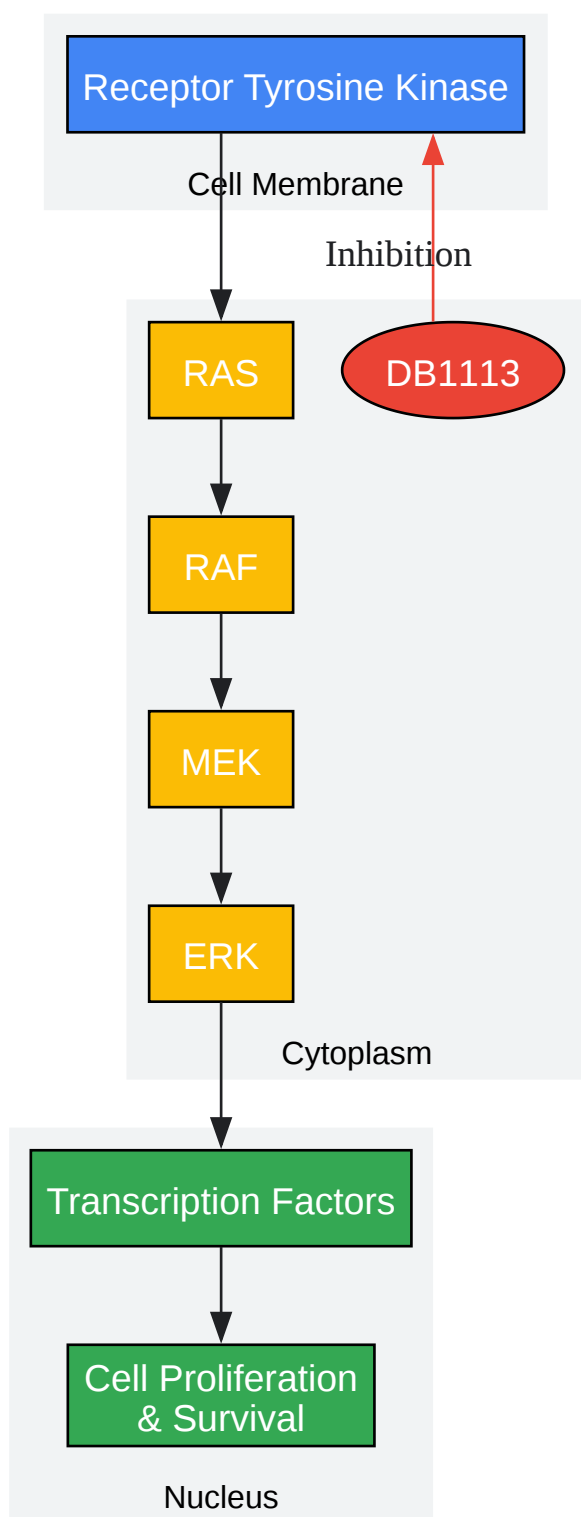 Receptor Tyrosine Kinase
Cell Membrane
Inhibition
RAS
DB1113
RAF
MEK
ERK
Cytoplasm
Transcription Factors
Cell Proliferation
& Survival
Nucleus